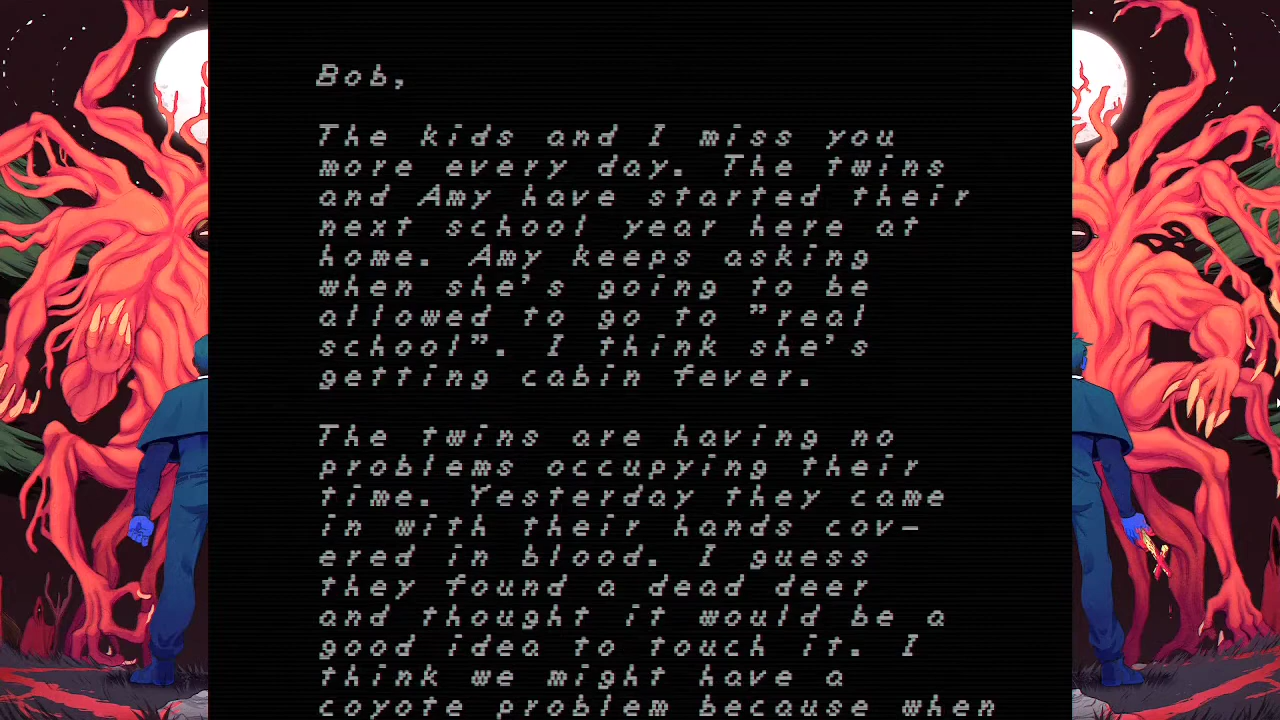 Bob,
The kids and I miss you
more every day. The twins
and Amy have started their
next school year here at
home. Amy keeps asking
when she's going to be
allowed to go to "real
school". I think she's
getting cabin fever.
The twins are having no
problems occupying their
time. Yesterday they came
in with their hands cov-
ered in blood. I guess
they found a dead deer
and thought it would be a
good idea to touch it. I
think we might have a
coyote problem because when